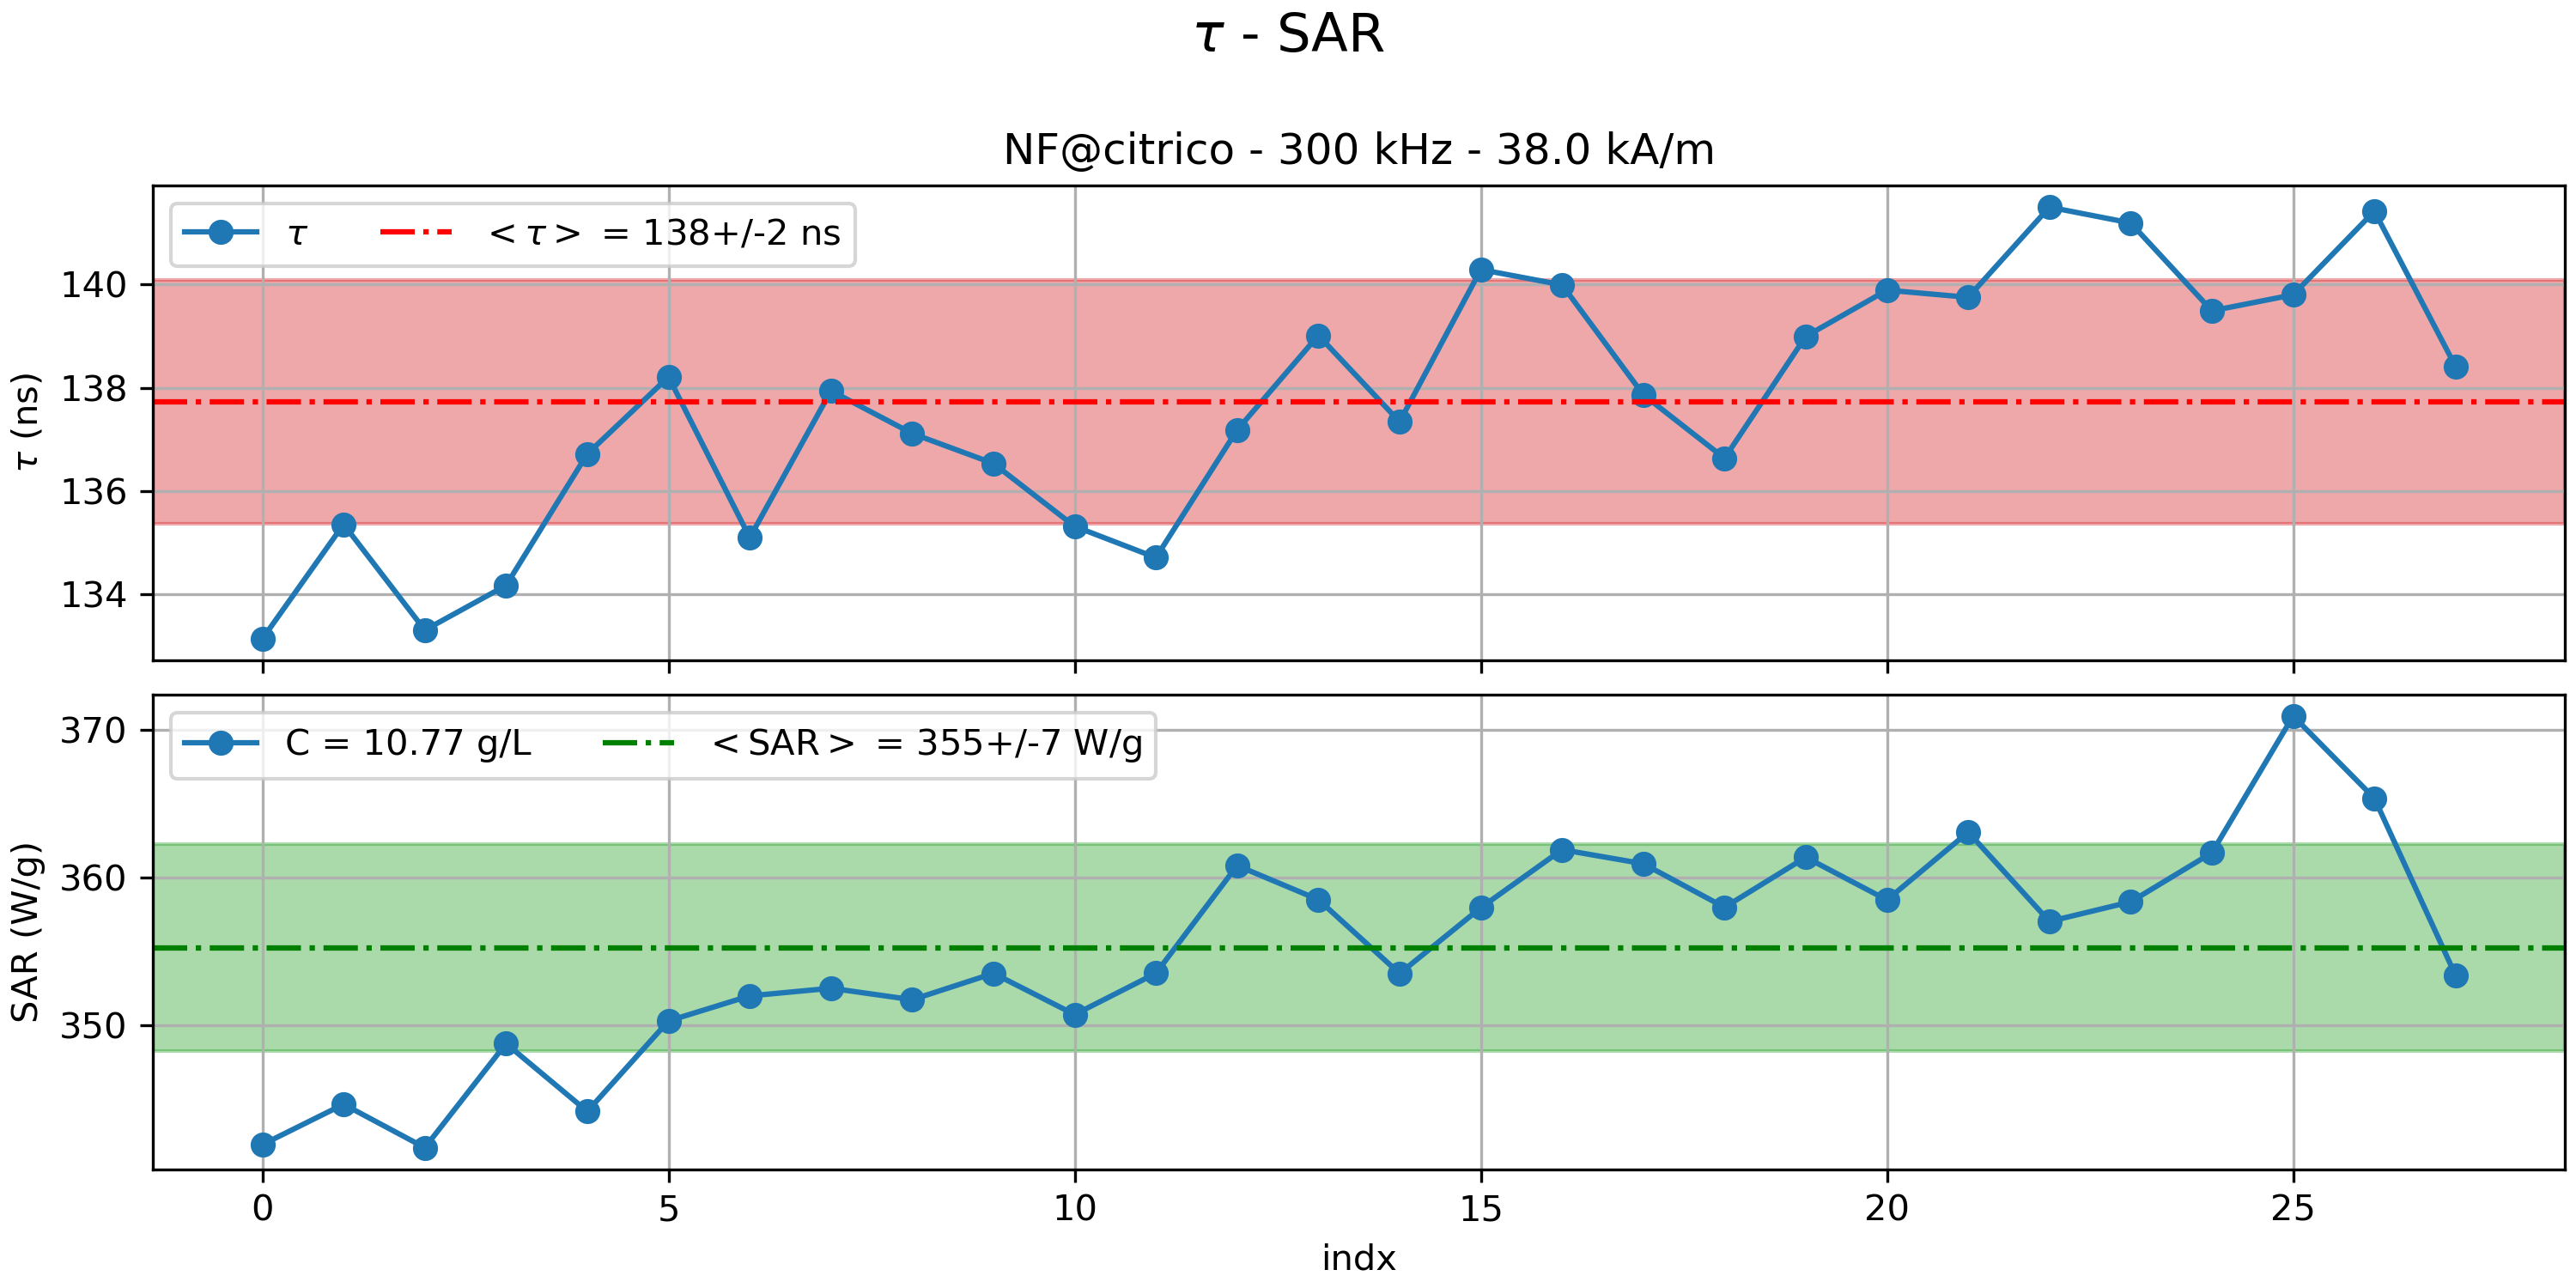 τ - SAR
NF@citrico - 300 kHz - 38.0 kA/m
τ <τ> = 138+/-2 ns
τ (ns)
140
138
136
134
C = 10.77 g/L <SAR> = 355+/-7 W/g
SAR (W/g)
370
360
350
0 5 10 15 20 25
indx